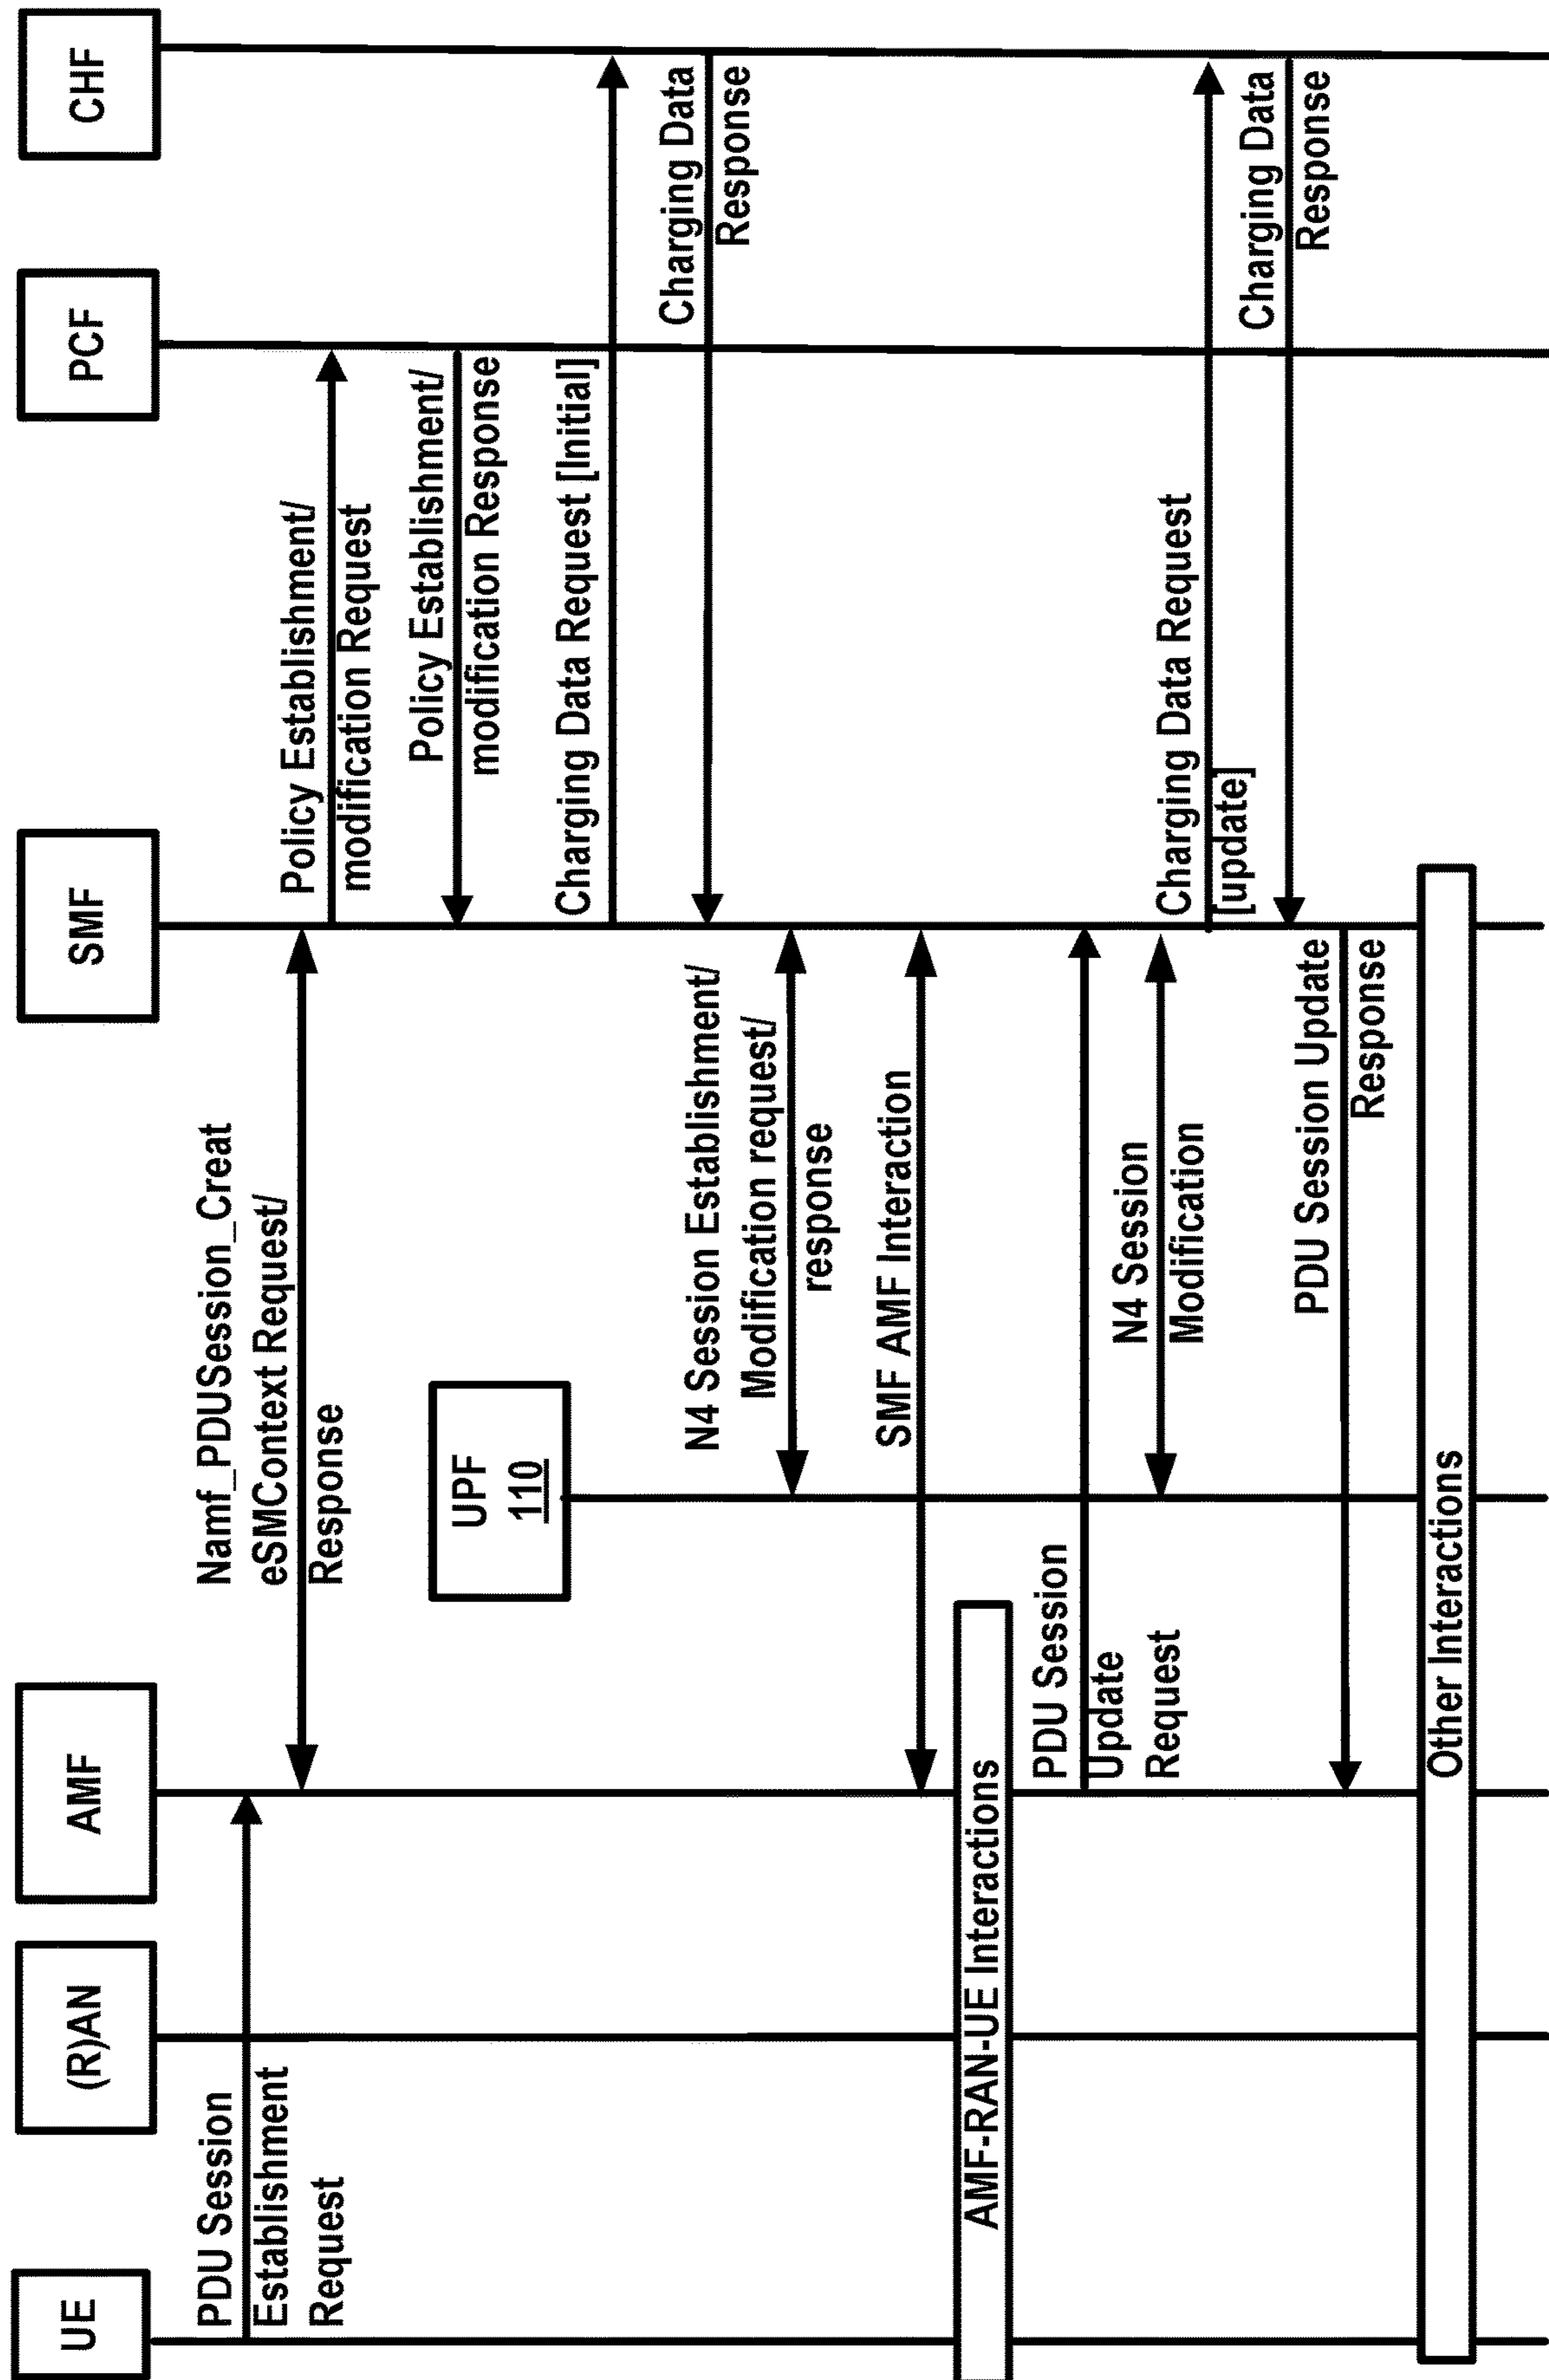 UE
(R)AN
AMF
SMF
PCF
CHF
PDU Session
Establishment
Request
Namf_PDUSession_Creat
eSMContext Request/
Response
Policy Establishment/
modification Request
UPF
110
Policy Establishment/
modification Response
Charging Data Request [Initial]
Charging Data
Response
N4 Session Establishment/
Modification request/
response
SMF AMF Interaction
AMF-RAN-UE Interactions
PDU Session
Update
Request
N4 Session
Modification
Charging Data Request
[update]
Charging Data
Response
PDU Session Update
Response
Other Interactions